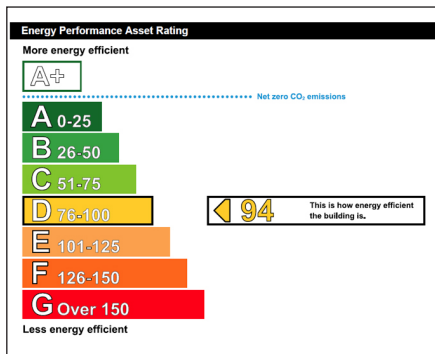 Energy Performance Asset Rating
More energy efficient
A+
Net zero CO₂ emissions
A 0-25
B 26-50
C 51-75
D 76-100
94
This is how energy efficient
the building is.
E 101-125
F 126-150
G Over 150
Less energy efficient